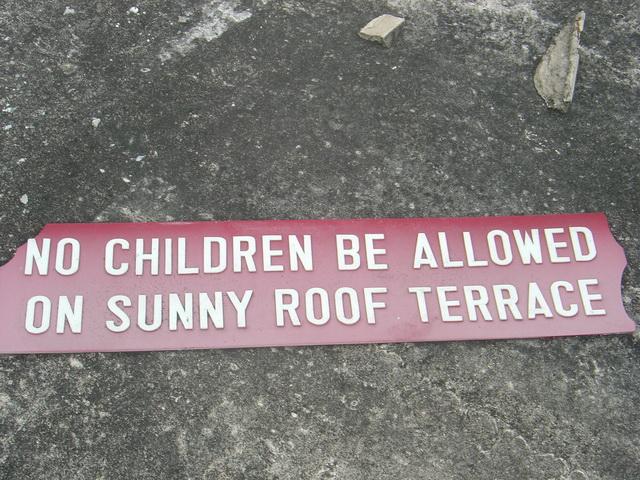 NO CHILDREN BE ALLOWED
ON SUNNY ROOF TERRACE